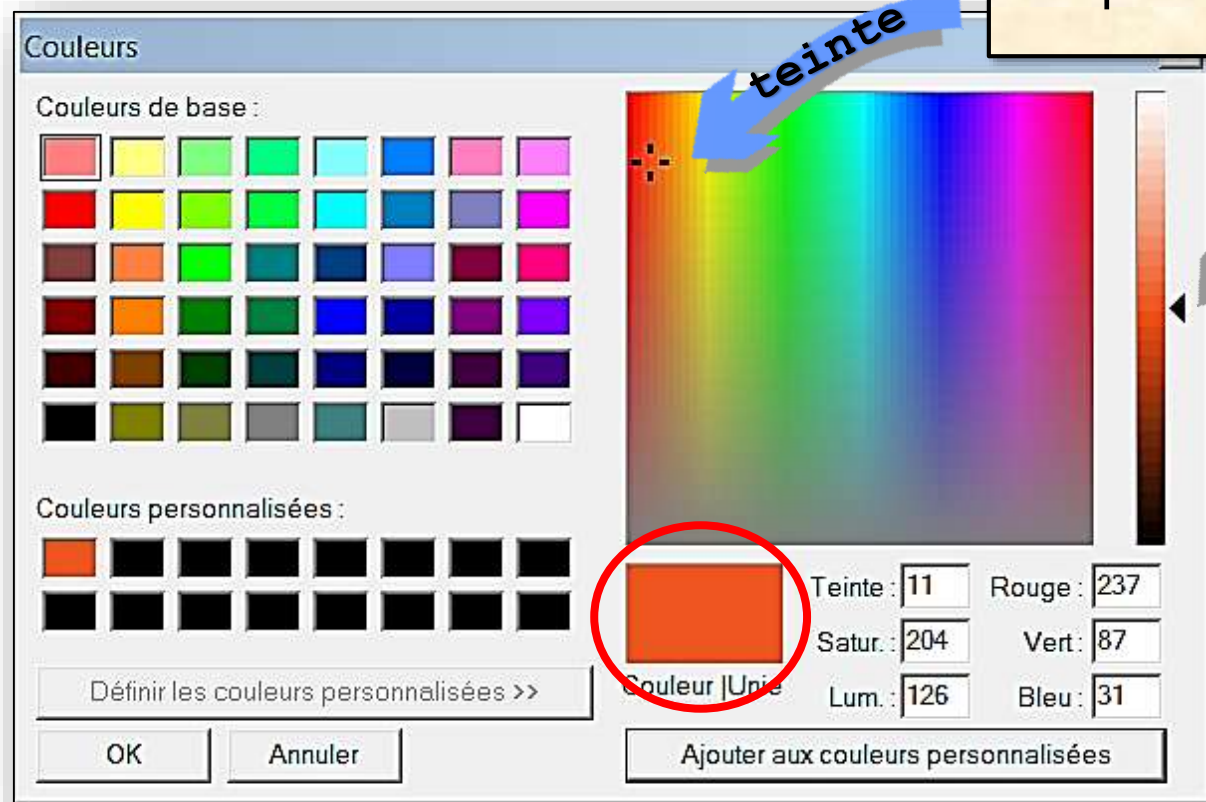 teinte
Couleurs
Couleurs de base :
Couleurs personnalisées :
Définir les couleurs personnalisées >>
OK
Annuler
Couleur |Unie
Teinte : 11
Rouge : 237
Satur. : 204
Vert : 87
Lum. : 126
Bleu : 31
Ajouter aux couleurs personnalisées